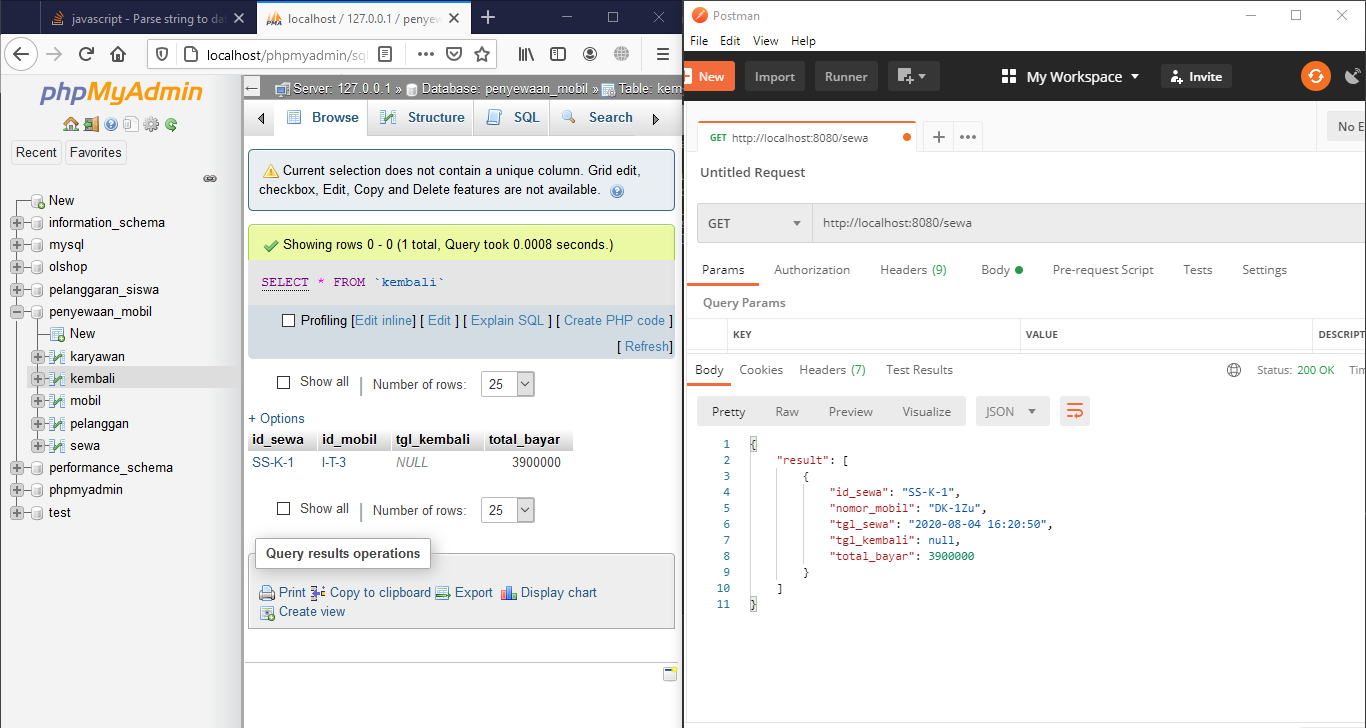 javascript - Parse string to da
localhost / 127.0.0.1 / penyew
localhost/phpmyadmin/sql
phpMyAdmin
Recent
Favorites
New
information_schema
mysql
olshop
pelanggaran_siswa
penyewaan_mobil
New
karyawan
kembali
mobil
pelanggan
sewa
performance_schema
phpmyadmin
test
Server: 127.0.0.1 » Database: penyewaan_mobil » Table: kem
Browse
Structure
SQL
Search
Current selection does not contain a unique column. Grid edit,
checkbox, Edit, Copy and Delete features are not available.
Showing rows 0 - 0 (1 total, Query took 0.0008 seconds.)
SELECT * FROM `kembali`
Profiling [Edit inline] [ Edit ] [ Explain SQL ] [ Create PHP code ]
[ Refresh]
Show all
Number of rows:
25
+ Options
id_sewa id_mobil tgl_kembali total_bayar
SS-K-1 I-T-3 NULL 3900000
Show all
Number of rows:
25
Query results operations
Print Copy to clipboard Export Display chart
Create view
Postman
File Edit View Help
New
Import
Runner
My Workspace
Invite
GET http://localhost:8080/sewa
No E
Untitled Request
GET
http://localhost:8080/sewa
Params Authorization Headers (9) Body Pre-request Script Tests Settings
Query Params
KEY VALUE DESCRIPT
Body Cookies Headers (7) Test Results
Status: 200 OK Tim
Pretty Raw Preview Visualize JSON
1 {
2 "result": [
3 {
4 "id_sewa": "SS-K-1",
5 "nomor_mobil": "DK-1Zu",
6 "tgl_sewa": "2020-08-04 16:20:50",
7 "tgl_kembali": null,
8 "total_bayar": 3900000
9 }
10 ]
11 }